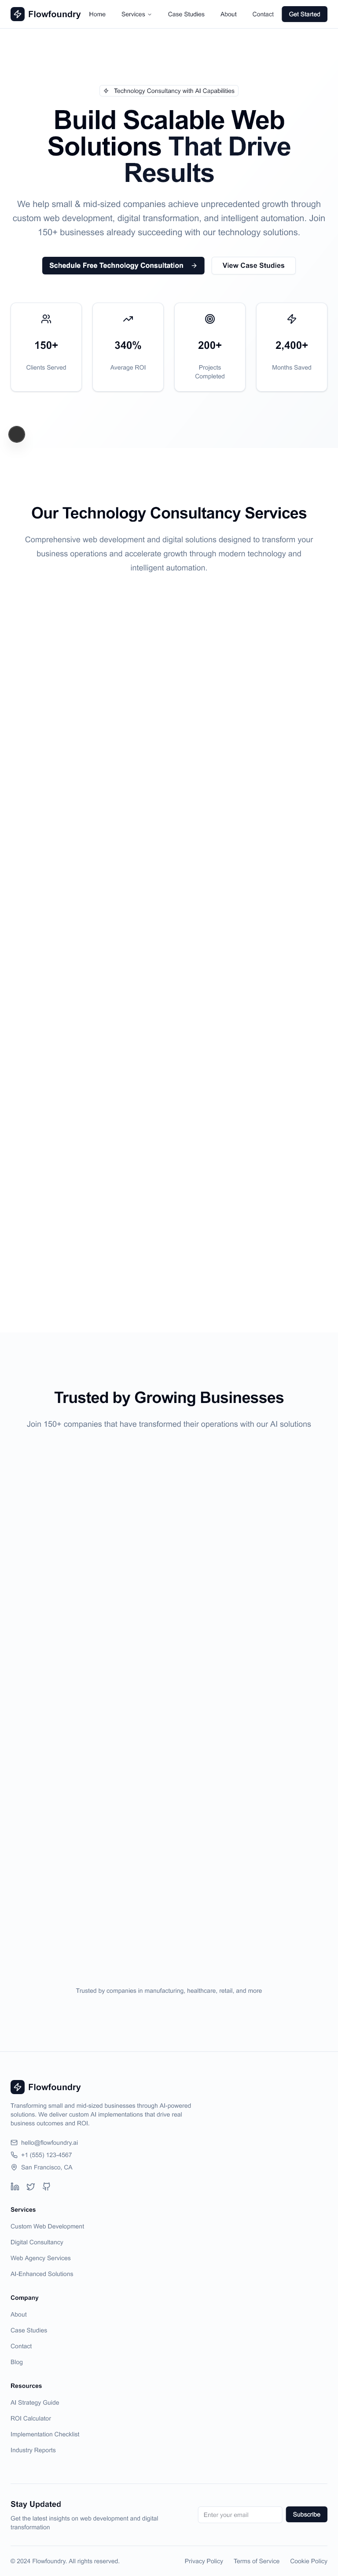 Flowfoundry
Home
Services
Case Studies
About
Contact
Get Started
Technology Consultancy with AI Capabilities
Build Scalable Web
Solutions That Drive
Results
We help small & mid-sized companies achieve unprecedented growth through
custom web development, digital transformation, and intelligent automation. Join
150+ businesses already succeeding with our technology solutions.
Schedule Free Technology Consultation
View Case Studies
150+
Clients Served
340%
Average ROI
200+
Projects
Completed
2,400+
Months Saved
Our Technology Consultancy Services
Comprehensive web development and digital solutions designed to transform your
business operations and accelerate growth through modern technology and
intelligent automation.
Trusted by Growing Businesses
Join 150+ companies that have transformed their operations with our AI solutions
Trusted by companies in manufacturing, healthcare, retail, and more
Flowfoundry
Transforming small and mid-sized businesses through AI-powered
solutions. We deliver custom AI implementations that drive real
business outcomes and ROI.
hello@flowfoundry.ai
+1 (555) 123-4567
San Francisco, CA
Services
Custom Web Development
Digital Consultancy
Web Agency Services
AI-Enhanced Solutions
Company
About
Case Studies
Contact
Blog
Resources
AI Strategy Guide
ROI Calculator
Implementation Checklist
Industry Reports
Stay Updated
Get the latest insights on web development and digital
transformation
Enter your email
Subscribe
© 2024 Flowfoundry. All rights reserved.
Privacy Policy
Terms of Service
Cookie Policy